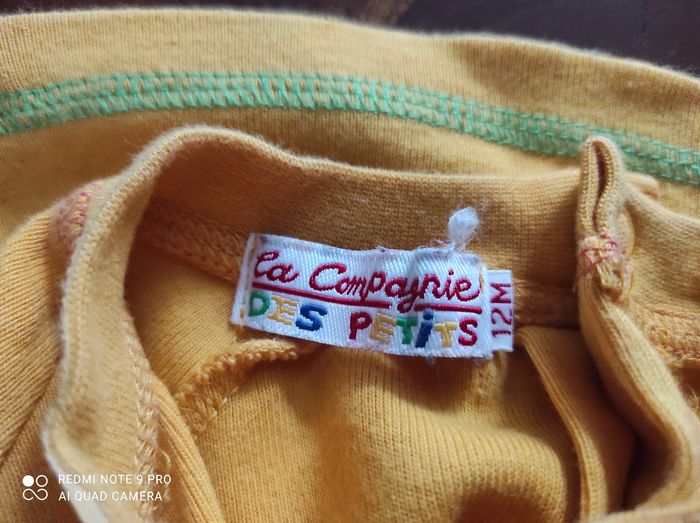 La Compagnie
DES PETITS
12M
REDMI NOTE 9 PRO
AI QUAD CAMERA